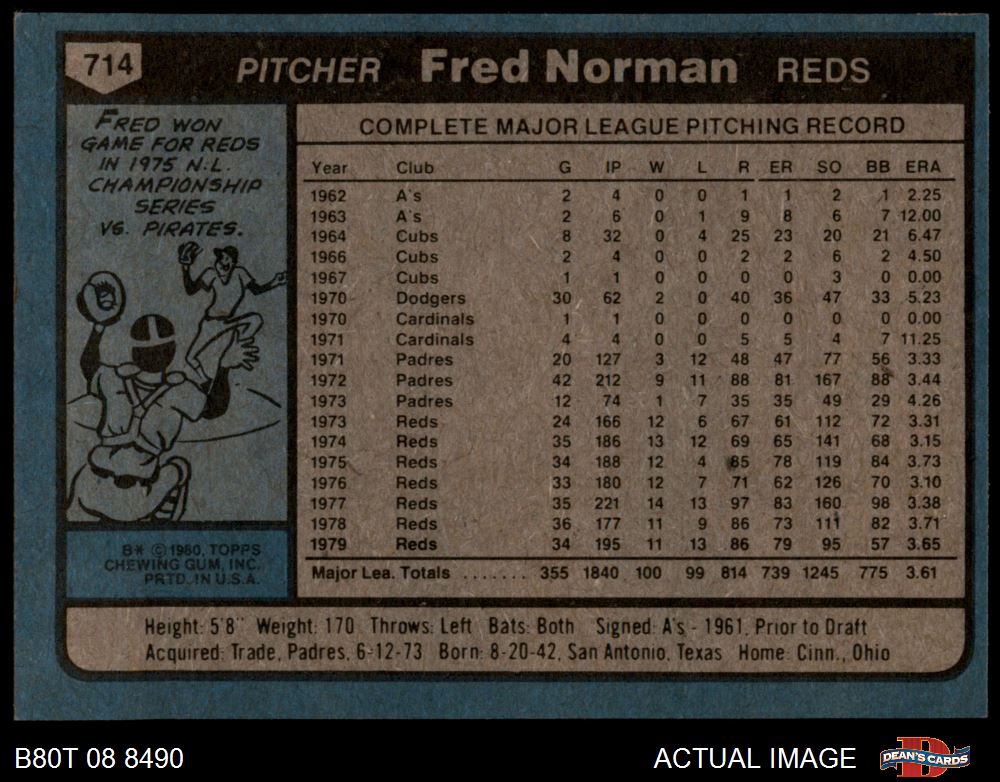 714 PITCHER Fred Norman REDS
FRED WON
GAME FOR REDS
IN 1975 N.L.
CHAMPIONSHIP
SERIES
VS. PIRATES.
B* © 1980, TOPPS
CHEWING GUM, INC.
PRTD. IN U.S.A.
COMPLETE MAJOR LEAGUE PITCHING RECORD
Year Club G IP W L R ER SO BB ERA
1962 A's 2 4 0 0 1 1 2 1 2.25
1963 A's 2 6 0 1 9 8 6 7 12.00
1964 Cubs 8 32 0 4 25 23 20 21 6.47
1966 Cubs 2 4 0 0 2 2 6 2 4.50
1967 Cubs 1 1 0 0 0 0 3 0 0.00
1970 Dodgers 30 62 2 0 40 36 47 33 5.23
1970 Cardinals 1 1 0 0 0 0 0 0 0.00
1971 Cardinals 4 4 0 0 5 5 4 7 11.25
1971 Padres 20 127 3 12 48 47 77 56 3.33
1972 Padres 42 212 9 11 88 81 167 88 3.44
1973 Padres 12 74 1 7 35 35 49 29 4.26
1973 Reds 24 166 12 6 67 61 112 72 3.31
1974 Reds 35 186 13 12 69 65 141 68 3.15
1975 Reds 34 188 12 4 85 78 119 84 3.73
1976 Reds 33 180 12 7 71 62 126 70 3.10
1977 Reds 35 221 14 13 97 83 160 98 3.38
1978 Reds 36 177 11 9 86 73 111 82 3.71
1979 Reds 34 195 11 13 86 79 95 57 3.65
Major Lea. Totals ....... 355 1840 100 99 814 739 1245 775 3.61
Height: 5'8" Weight: 170 Throws: Left Bats: Both Signed: A's - 1961, Prior to Draft
Acquired: Trade, Padres, 6-12-73 Born: 8-20-42, San Antonio, Texas Home: Cinn., Ohio
B80T 08 8490 ACTUAL IMAGE DEAN'S CARDS